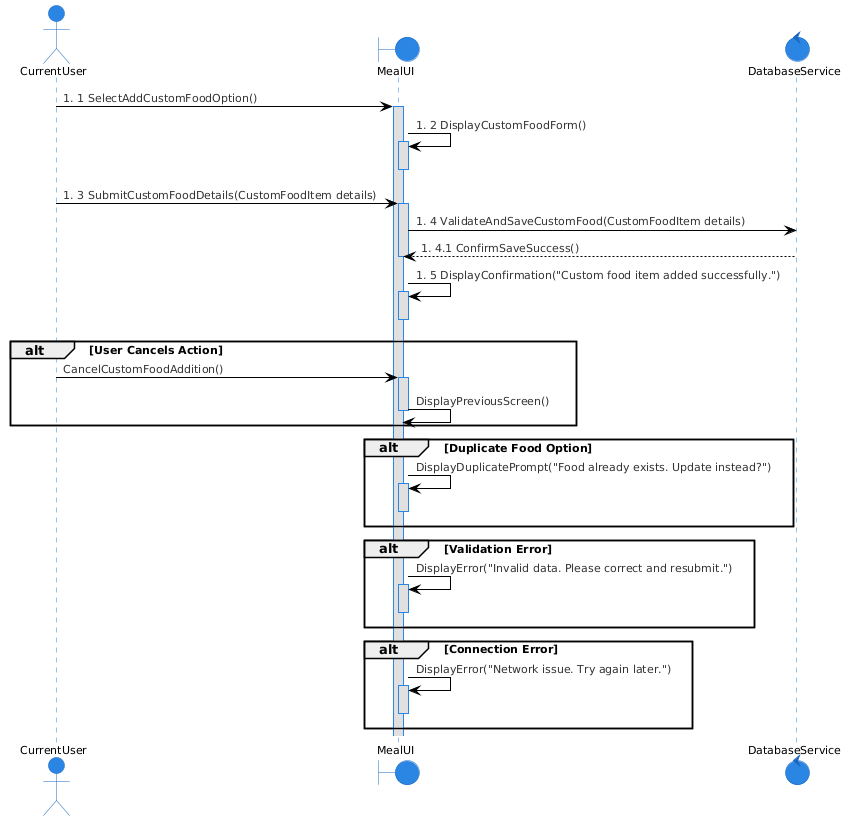 CurrentUser
MealUI
DatabaseService
1. 1 SelectAddCustomFoodOption()
1. 2 DisplayCustomFoodForm()
1. 3 SubmitCustomFoodDetails(CustomFoodItem details)
1. 4 ValidateAndSaveCustomFood(CustomFoodItem details)
1. 4.1 ConfirmSaveSuccess()
1. 5 DisplayConfirmation("Custom food item added successfully.")
alt [User Cancels Action]
CancelCustomFoodAddition()
DisplayPreviousScreen()
alt [Duplicate Food Option]
DisplayDuplicatePrompt("Food already exists. Update instead?")
alt [Validation Error]
DisplayError("Invalid data. Please correct and resubmit.")
alt [Connection Error]
DisplayError("Network issue. Try again later.")
CurrentUser
MealUI
DatabaseService